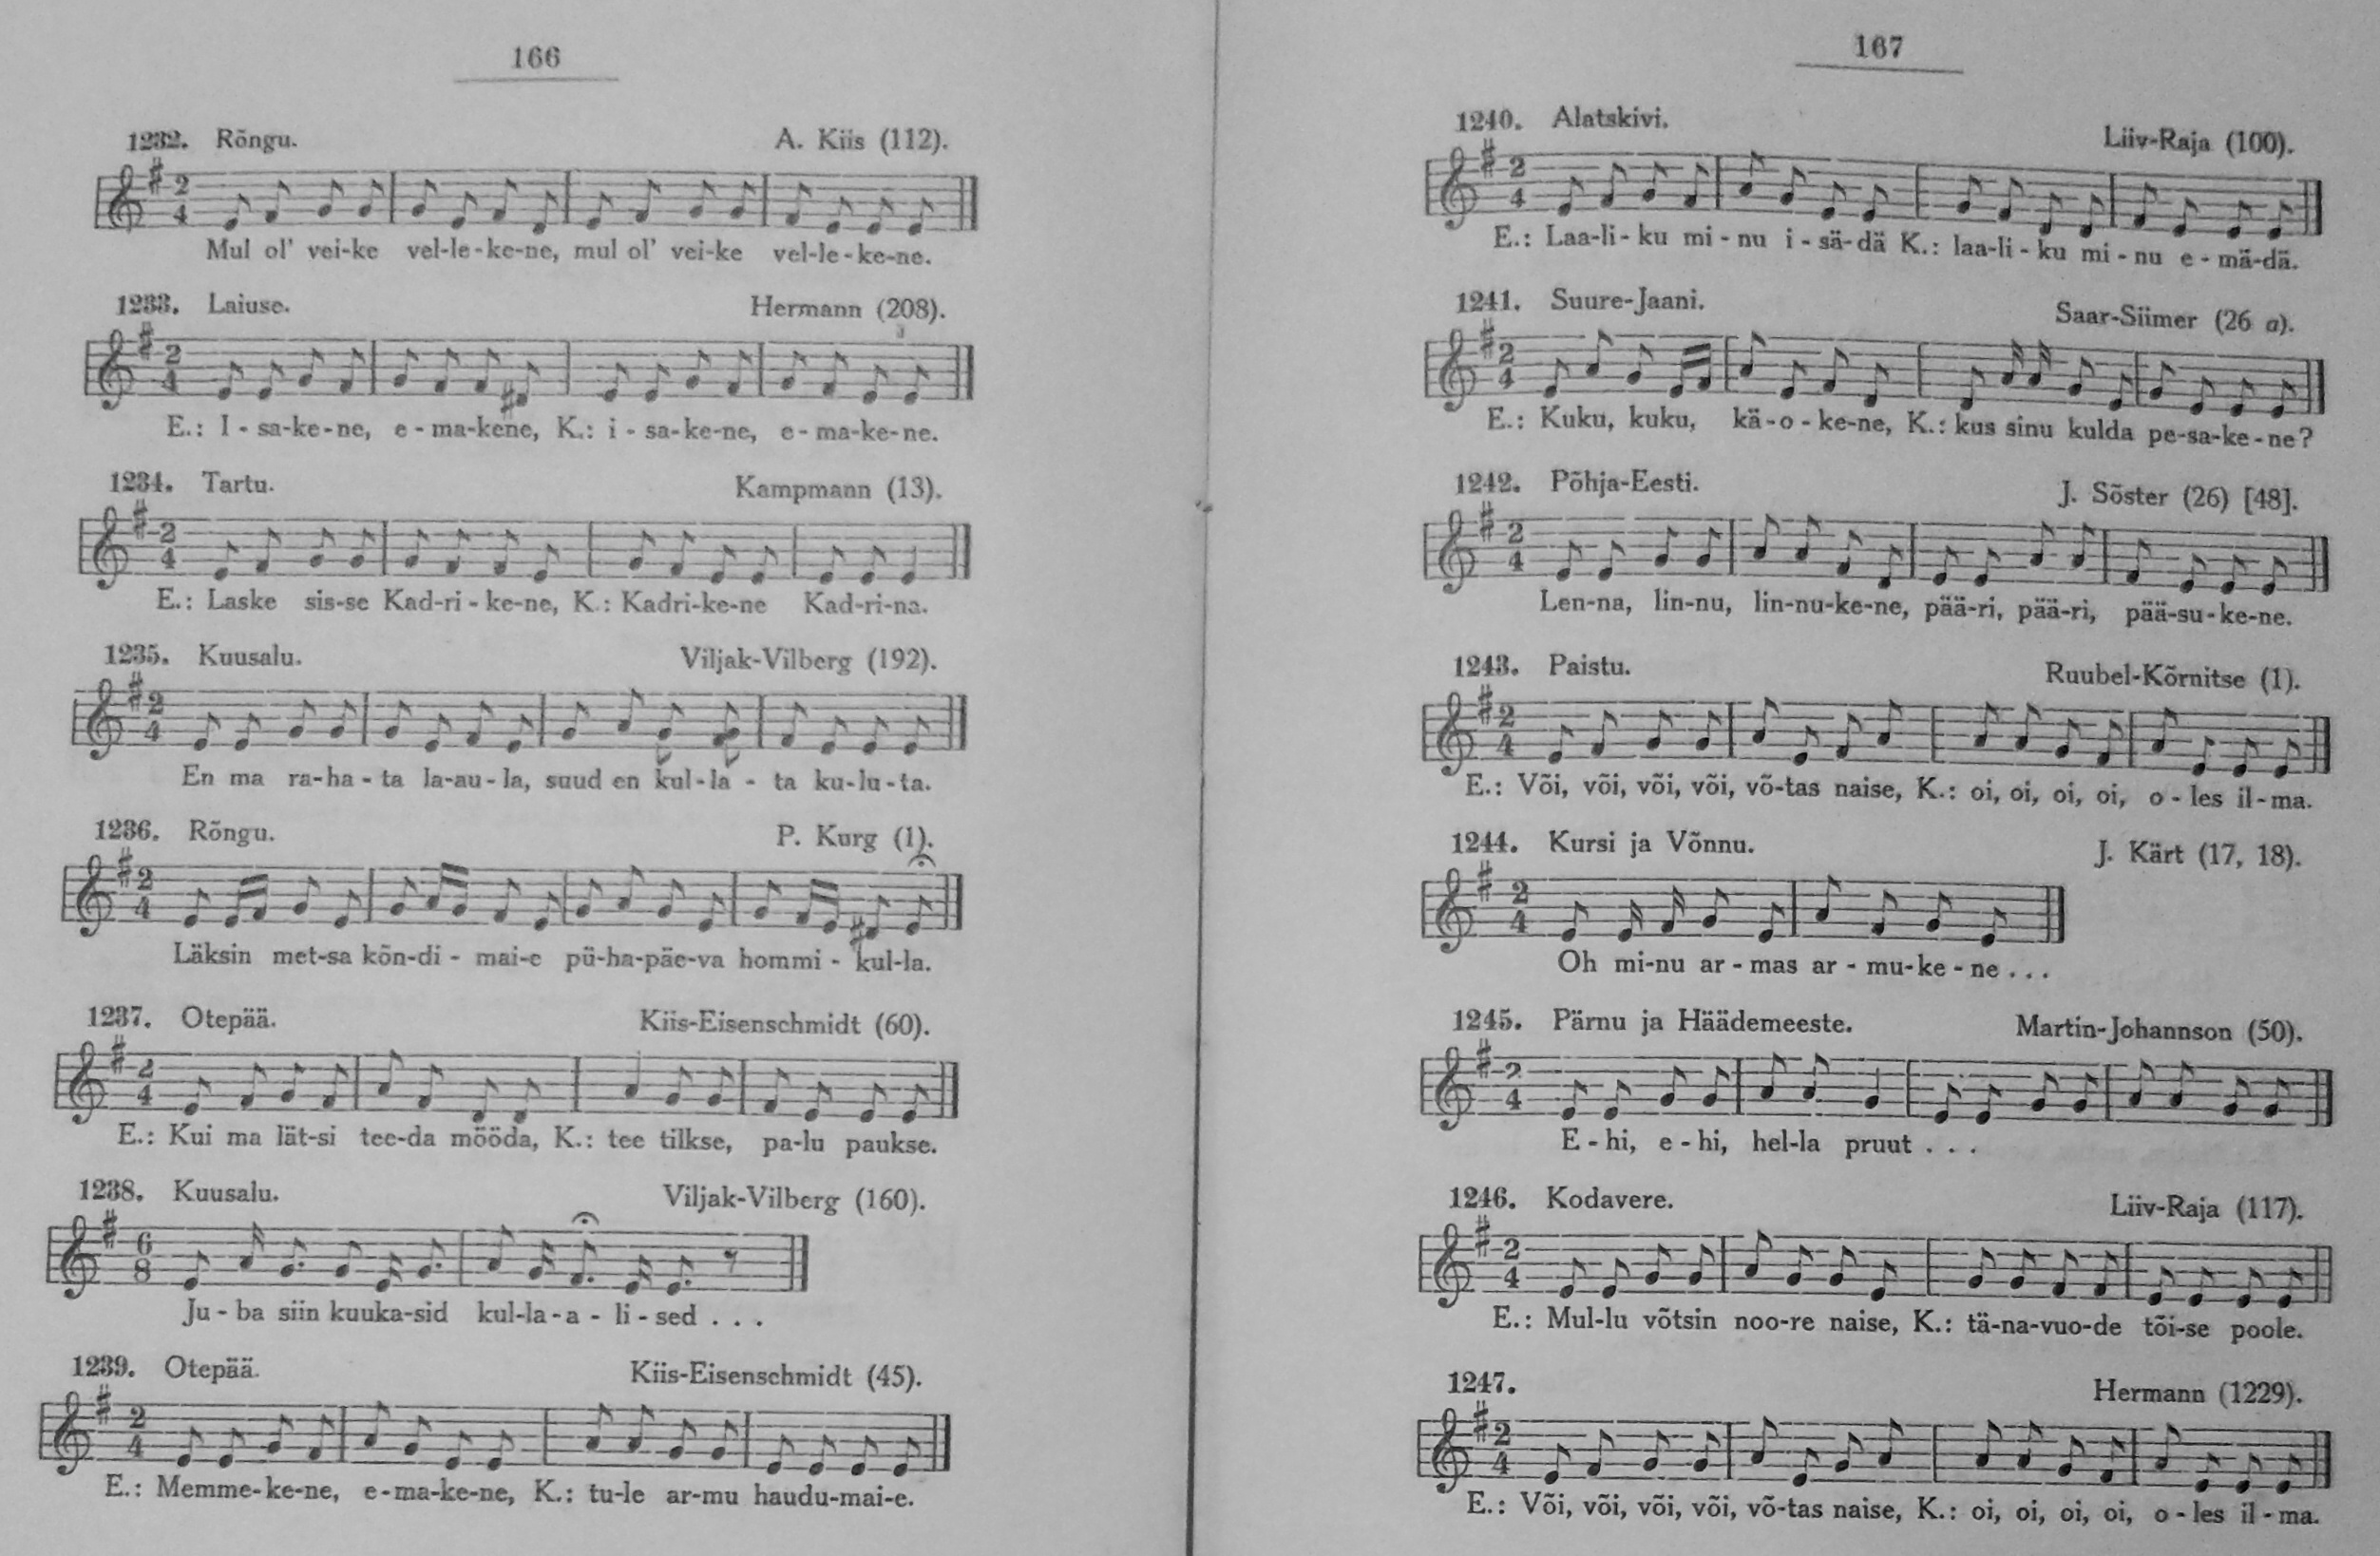 166
1232. Rõngu. A. Kiis (112).
2
4
Mul ol' vei-ke vel-le-ke-ne, mul ol' vei-ke vel-le-ke-ne.
1233. Laiuse. Hermann (208).
2
4
E.: I - sa-ke-ne, e-ma-kene, K.: i-sa-ke-ne, e-ma-ke-ne.
1234. Tartu. Kampmann (13).
2
4
E.: Laske sis-se Kad-ri-ke-ne, K.: Kadri-ke-ne Kad-ri-na.
1235. Kuusalu. Viljak-Vilberg (192).
2
4
En ma ra-ha-ta la-au-la, suud en kul-la - ta ku-lu-ta.
1236. Rõngu. P. Kurg (1).
2
4
Läksin met-sa kõn-di - mai-e pü-ha-päe-va hommi - kul-la.
1237. Otepää. Kiis-Eisenschmidt (60).
2
4
E.: Kui ma lät-si tee-da mööda, K.: tee tilkse, pa-lu paukse.
1238. Kuusalu. Viljak-Vilberg (160).
6
8
Ju - ba siin kuuka-sid kul-la-a - li-sed . . .
1239. Otepää. Kiis-Eisenschmidt (45).
2
4
E.: Memme-ke-ne, e-ma-ke-ne, K.: tu-le ar-mu haudu-mai-e.
167
1240. Alatskivi. Liiv-Raja (100).
2
4
E.: Laa-li-ku mi-nu i-sä-dä K.: laa-li-ku mi-nu e-mä-dä.
1241. Suure-Jaani. Saar-Siimer (26 a).
2
4
E.: Kuku, kuku, kä-o-ke-ne, K.: kus sinu kulda pe-sa-ke-ne?
1242. Põhja-Eesti. J. Sõster (26) [48].
2
4
Len-na, lin-nu, lin-nu-ke-ne, pää-ri, pää-ri, pää-su-ke-ne.
1243. Paistu. Ruubel-Kõrnitse (1).
2
4
E.: Või, või, või, või, võ-tas naise, K.: oi, oi, oi, oi, o-les il-ma.
1244. Kursi ja Võnnu. J. Kärt (17, 18).
2
4
Oh mi-nu ar-mas ar-mu-ke-ne . . .
1245. Pärnu ja Häädemeeste. Martin-Johannson (50).
2
4
E-hi, e-hi, hel-la pruut . . .
1246. Kodavere. Liiv-Raja (117).
2
4
E.: Mul-lu võtsin noo-re naise, K.: tä-na-vuo-de tõi-se poole.
1247. Hermann (1229).
2
4
E.: Või, või, või, või, võ-tas naise, K.: oi, oi, oi, oi, o-les il-ma.